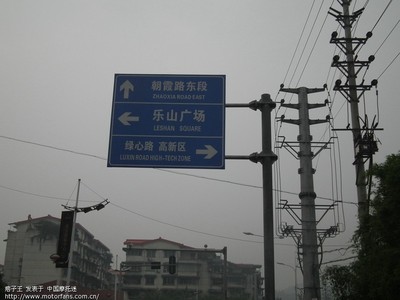 朝霞路东段
ZHAOXIA ROAD EAST
乐山广场
LESHAN SQUARE
绿心路 高新区
LUXIN ROAD HIGH-TECH ZONE
痞子王 发表于 中国摩托迷
www.motorfans.com.cn